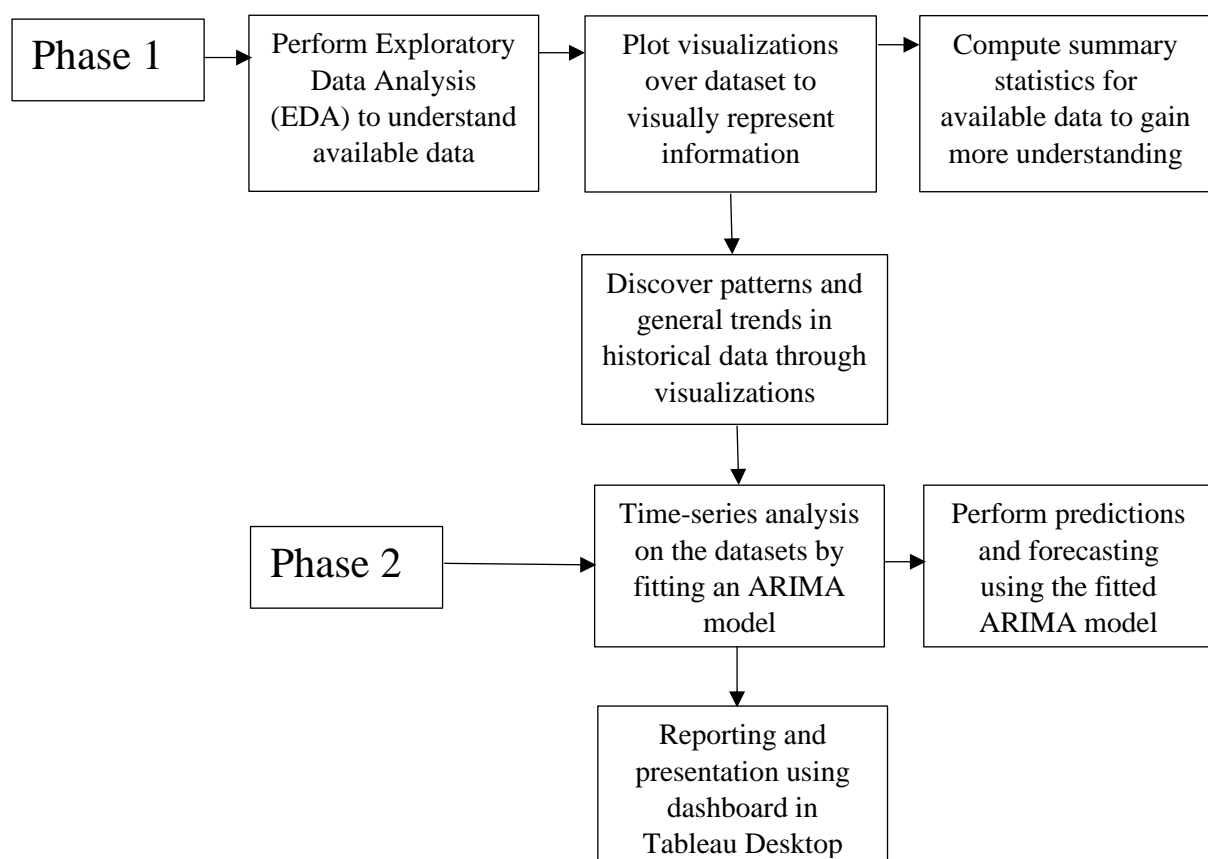 Phase 1
Perform Exploratory
Data Analysis
(EDA) to understand
available data
Plot visualizations
over dataset to
visually represent
information
Compute summary
statistics for
available data to gain
more understanding
Discover patterns and
general trends in
historical data through
visualizations
Phase 2
Time-series analysis
on the datasets by
fitting an ARIMA
model
Perform predictions
and forecasting
using the fitted
ARIMA model
Reporting and
presentation using
dashboard in
Tableau Desktop